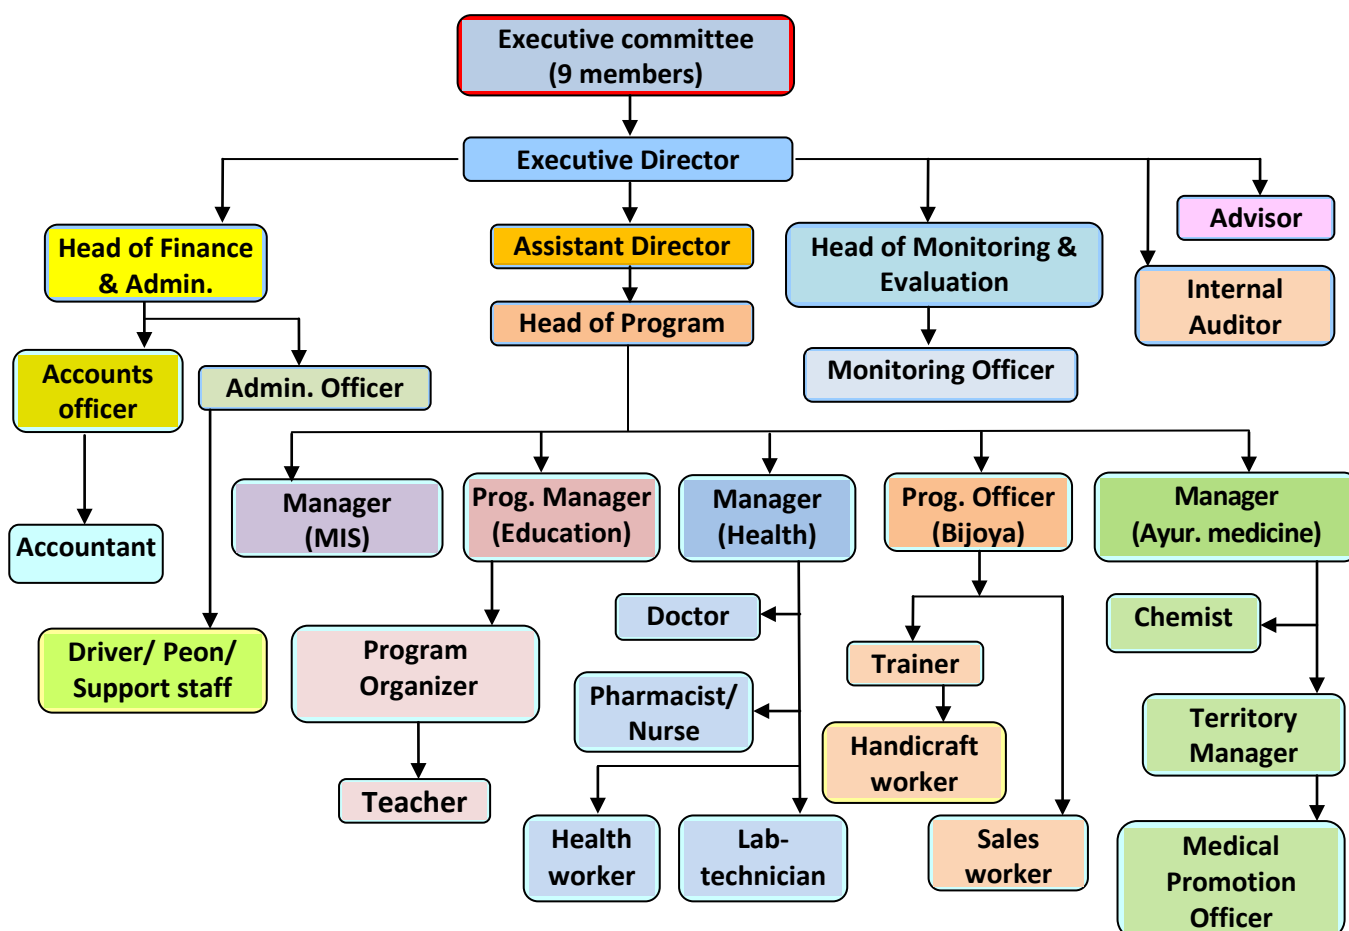 Executive committee
(9 members)
Executive Director
Advisor
Head of Finance
& Admin.
Assistant Director
Head of Monitoring &
Evaluation
Internal
Auditor
Head of Program
Monitoring Officer
Accounts
officer
Admin. Officer
Manager
(MIS)
Prog. Manager
(Education)
Manager
(Health)
Prog. Officer
(Bijoya)
Manager
(Ayur. medicine)
Accountant
Doctor
Chemist
Driver/ Peon/
Support staff
Program
Organizer
Trainer
Pharmacist/
Nurse
Territory
Manager
Handicraft
worker
Teacher
Health
worker
Lab-
technician
Sales
worker
Medical
Promotion
Officer